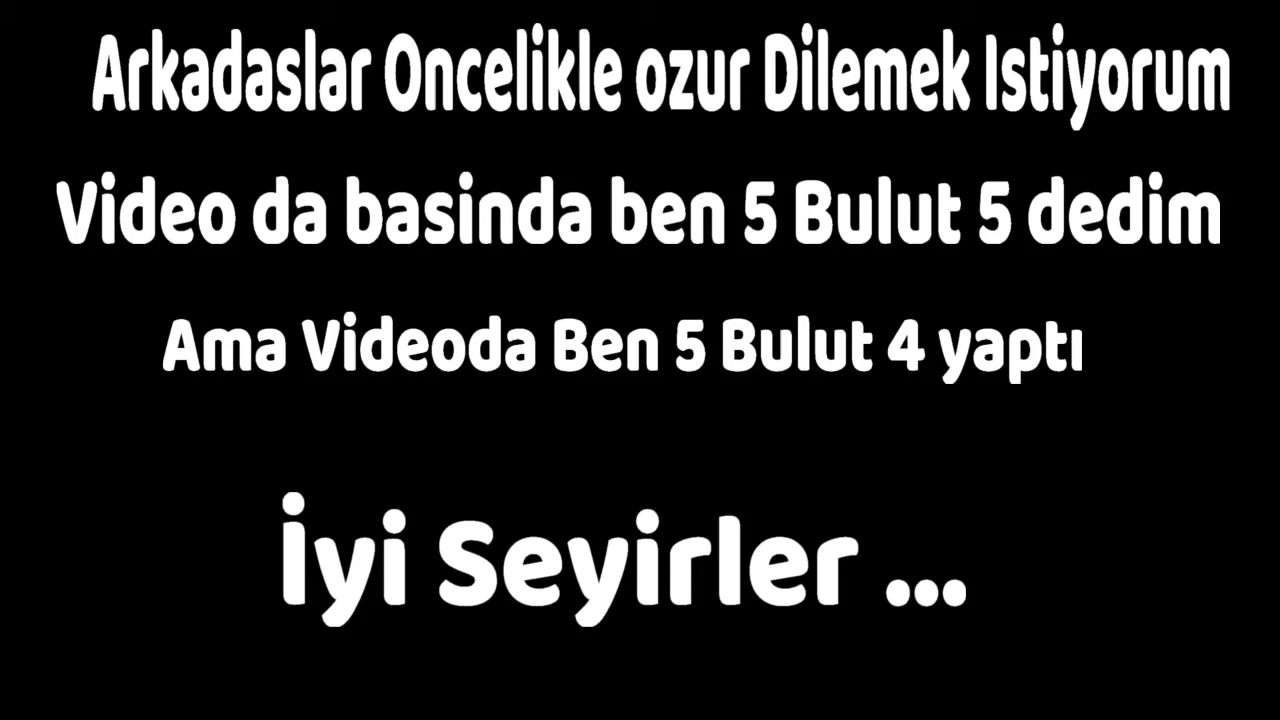 Arkadaslar Oncelikle ozur Dilemek Istiyorum
Video da basinda ben 5 Bulut 5 dedim
Ama Videoda Ben 5 Bulut 4 yaptı
İyi Seyirler ...